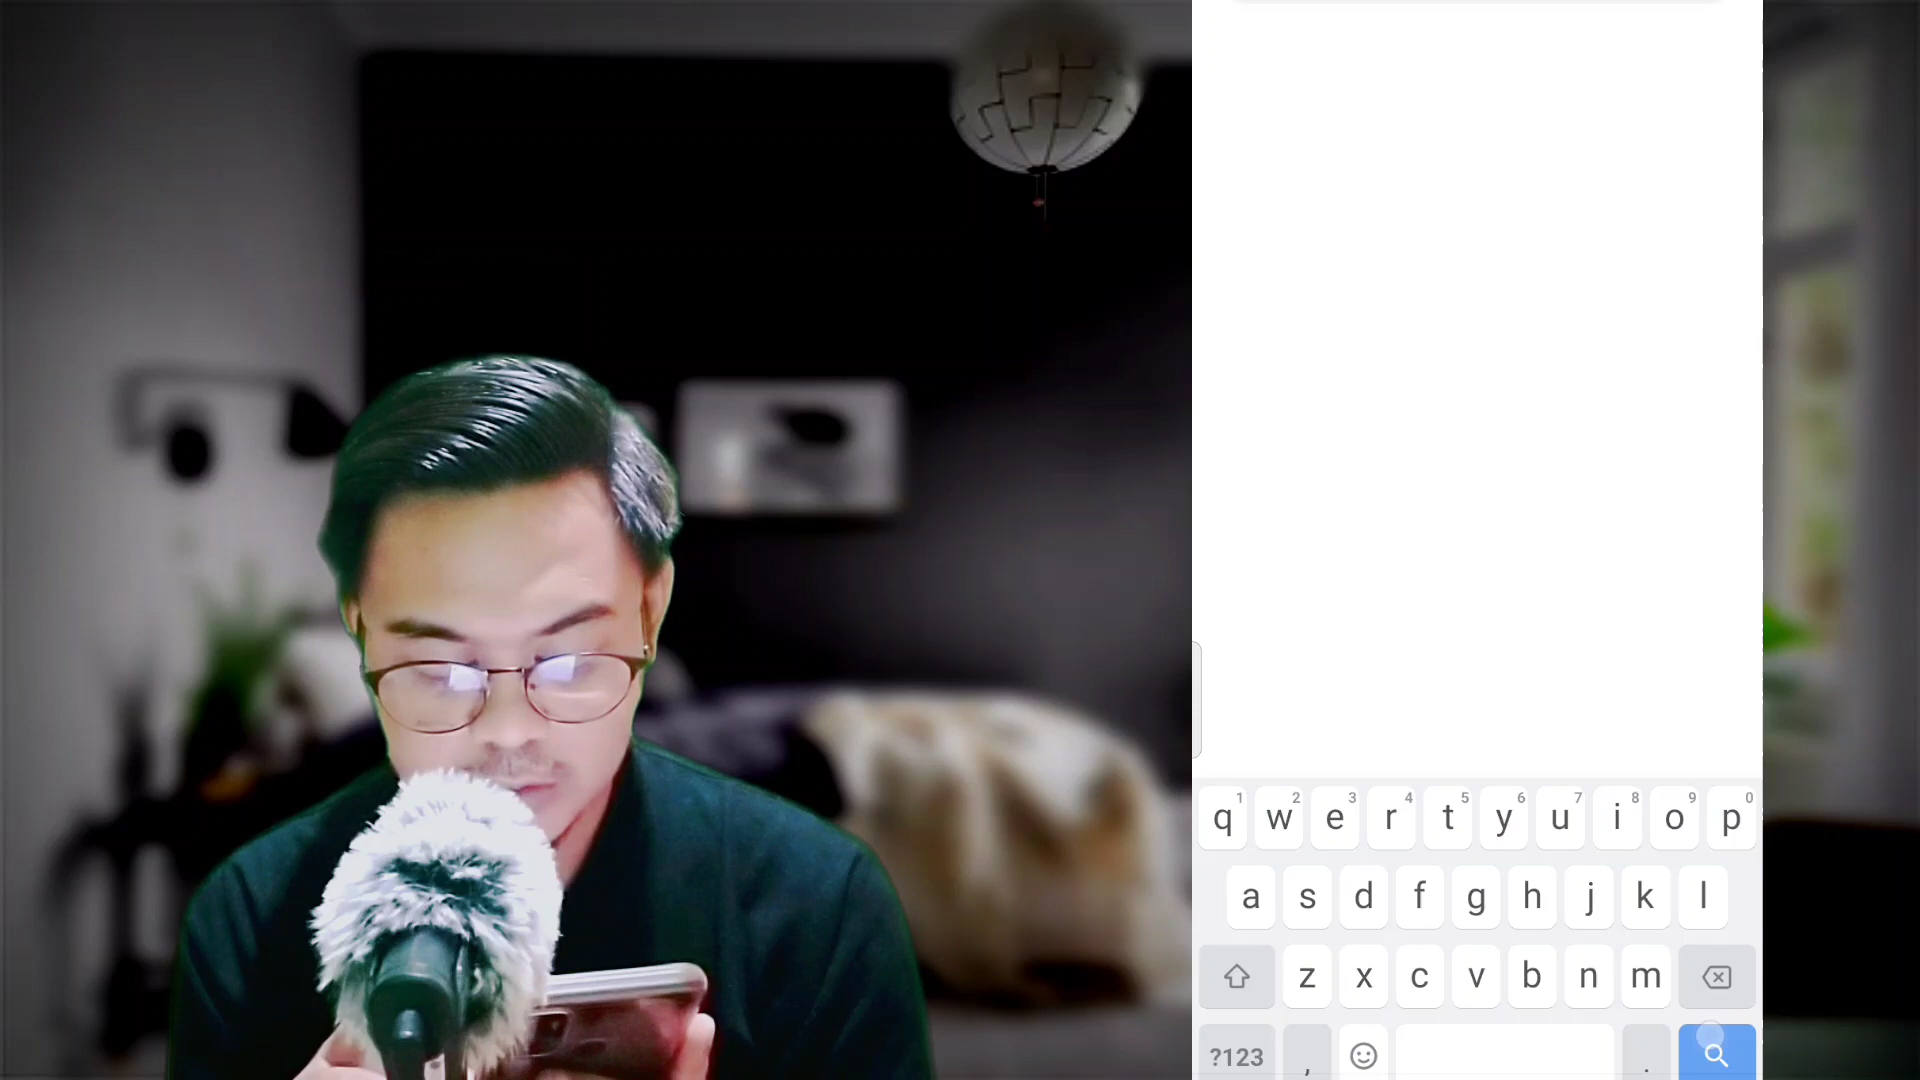 q1 w2 e3 r4 t5 y6 u7 i8 o9 p0
a s d f g h j k l
z x c v b n m
?123 , .